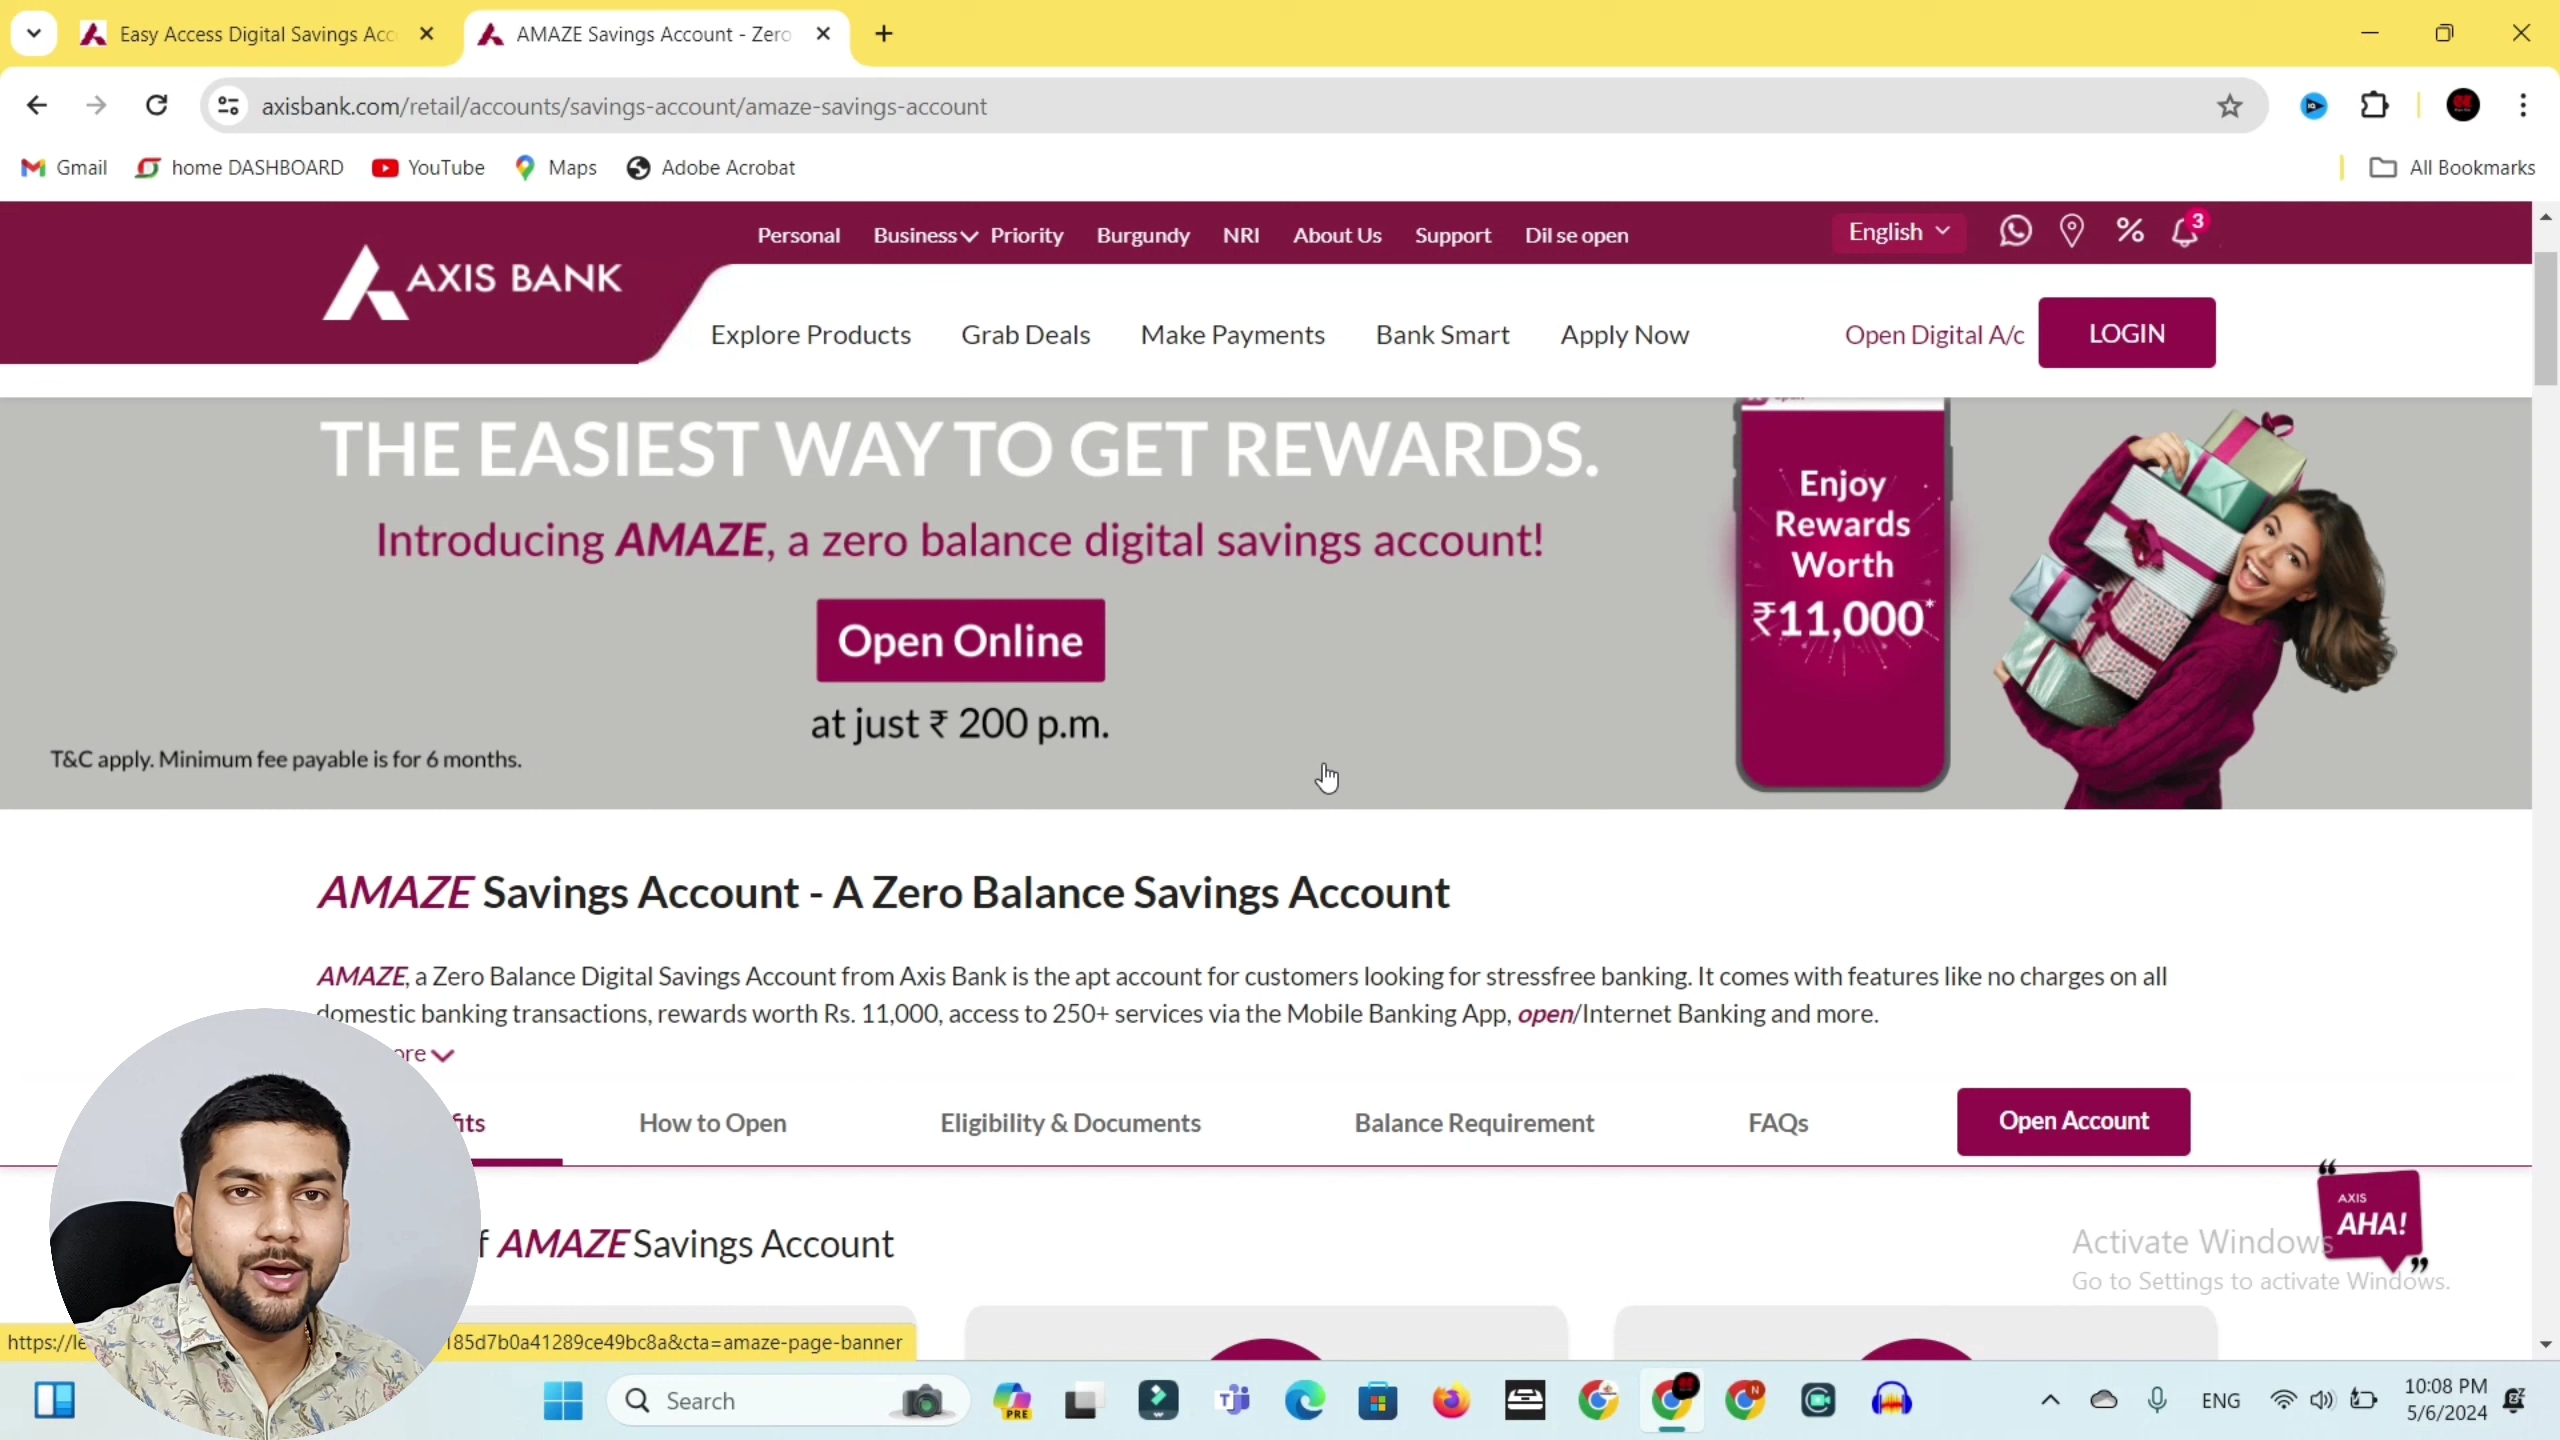 Easy Access Digital Savings Acc
AMAZE Savings Account - Zero
axisbank.com/retail/accounts/savings-account/amaze-savings-account
Gmail
home DASHBOARD
YouTube
Maps
Adobe Acrobat
All Bookmarks
Personal
Business
Priority
Burgundy
NRI
About Us
Support
Dil se open
English
3
AXIS BANK
Explore Products
Grab Deals
Make Payments
Bank Smart
Apply Now
Open Digital A/c
LOGIN
THE EASIEST WAY TO GET REWARDS.
Introducing AMAZE, a zero balance digital savings account!
Open Online
at just ₹ 200 p.m.
T&C apply. Minimum fee payable is for 6 months.
Enjoy
Rewards
Worth
₹11,000*
AMAZE Savings Account - A Zero Balance Savings Account
AMAZE, a Zero Balance Digital Savings Account from Axis Bank is the apt account for customers looking for stressfree banking. It comes with features like no charges on all
domestic banking transactions, rewards worth Rs. 11,000, access to 250+ services via the Mobile Banking App, open/Internet Banking and more.
ore
fits
How to Open
Eligibility & Documents
Balance Requirement
FAQs
Open Account
f AMAZE Savings Account
AXIS
AHA!
Activate Windows
Go to Settings to activate Windows.
https://le
185d7b0a41289ce49bc8a&cta=amaze-page-banner
Search
PRE
N
ENG
10:08 PM
5/6/2024